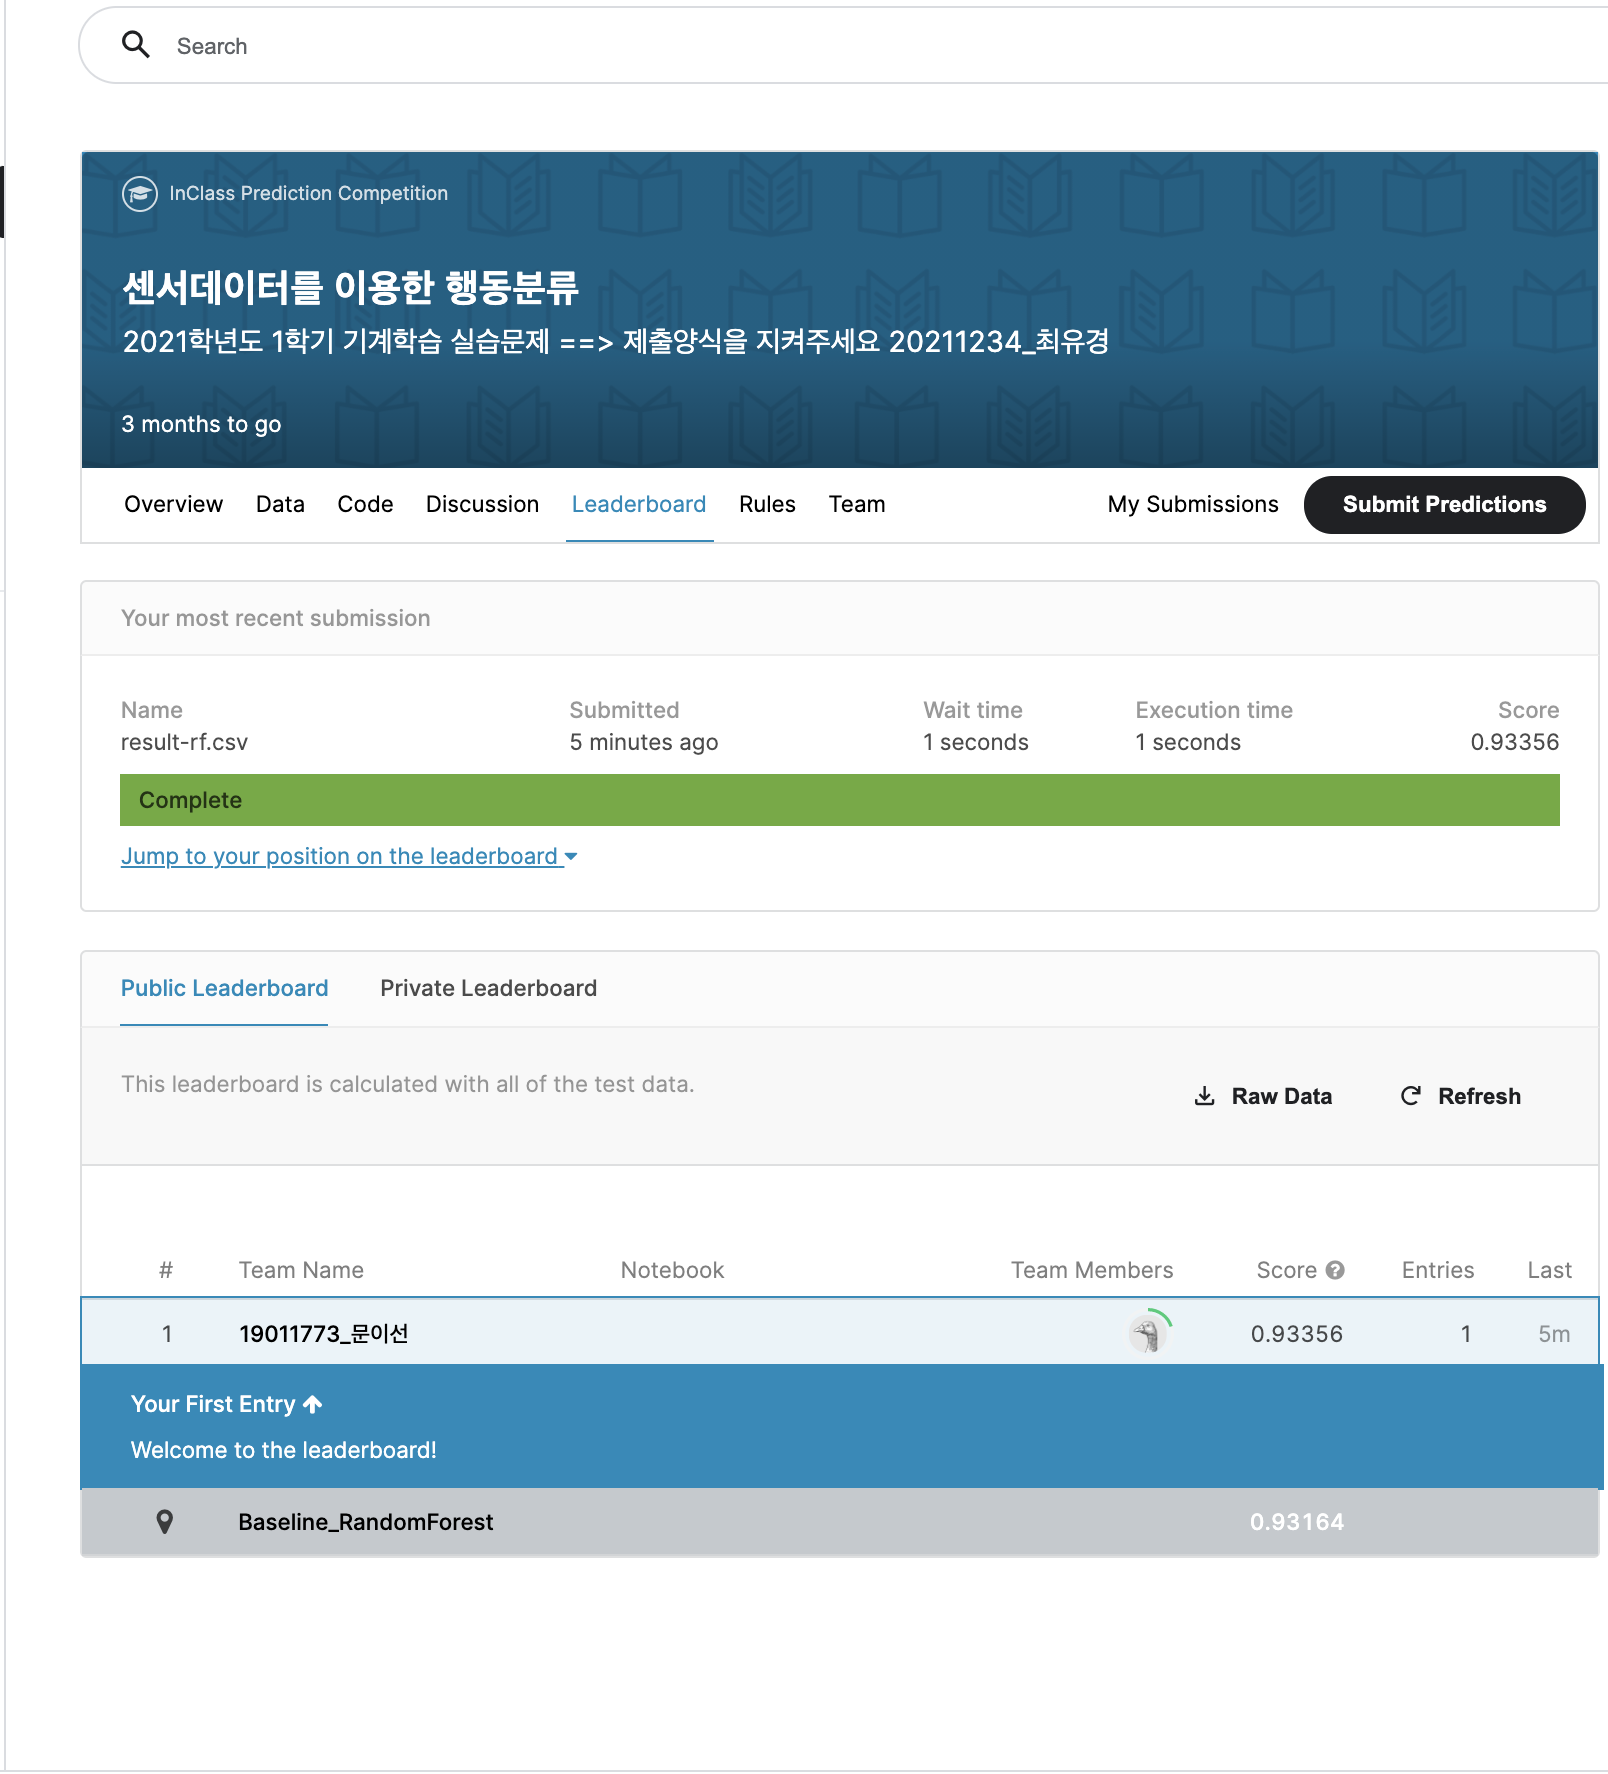 Search
InClass Prediction Competition
센서데이터를 이용한 행동분류
2021학년도 1학기 기계학습 실습문제 ==> 제출양식을 지켜주세요 20211234_최유경
3 months to go
Overview Data Code Discussion Leaderboard Rules Team My Submissions Submit Predictions
Your most recent submission
Name Submitted Wait time Execution time Score
result-rf.csv 5 minutes ago 1 seconds 1 seconds 0.93356
Complete
Jump to your position on the leaderboard
Public Leaderboard Private Leaderboard
This leaderboard is calculated with all of the test data.
Raw Data Refresh
# Team Name Notebook Team Members Score Entries Last
1 19011773_문이선 0.93356 1 5m
Your First Entry
Welcome to the leaderboard!
Baseline_RandomForest 0.93164